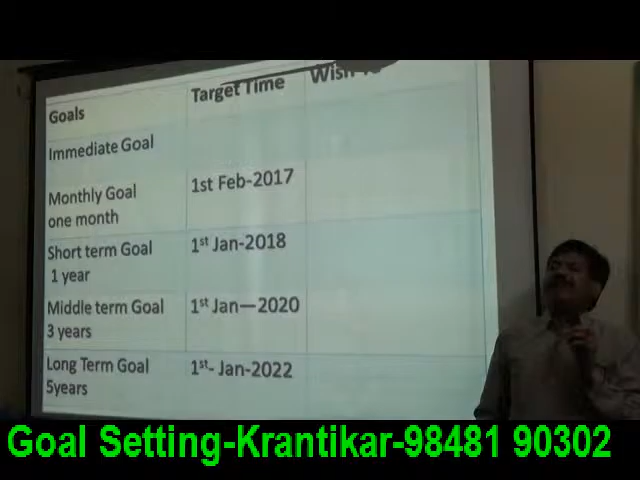 Goals
Target Time
Wish
Immediate Goal
Monthly Goal
one month
1st Feb-2017
Short term Goal
1 year
1st Jan-2018
Middle term Goal
3 years
1st Jan—2020
Long Term Goal
5years
1st- Jan-2022
Goal Setting-Krantikar-98481 90302